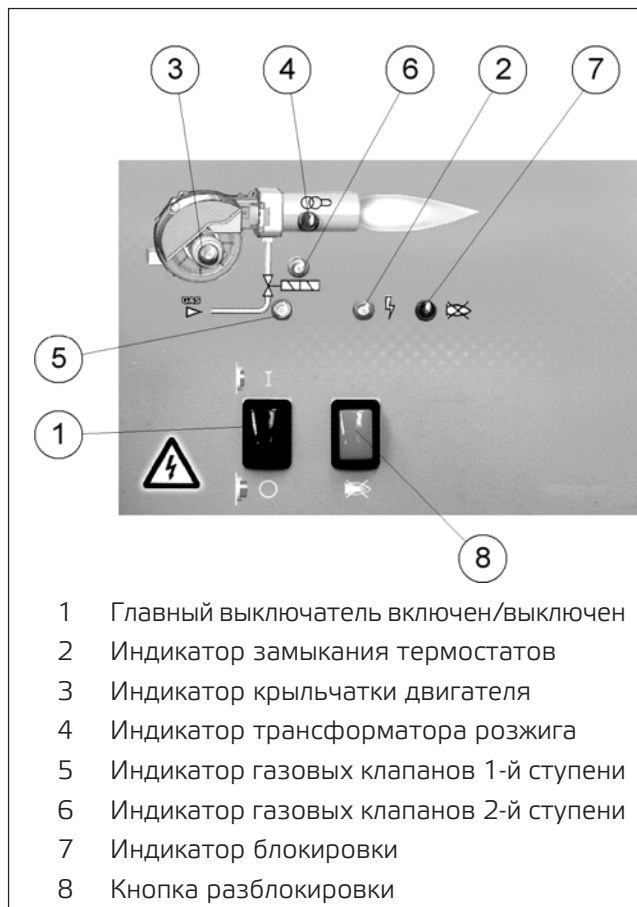 3 4 6 2 7
GAS
5
I
1
8
1 Главный выключатель включен/выключен
2 Индикатор замыкания термостатов
3 Индикатор крыльчатки двигателя
4 Индикатор трансформатора розжига
5 Индикатор газовых клапанов 1-й ступени
6 Индикатор газовых клапанов 2-й ступени
7 Индикатор блокировки
8 Кнопка разблокировки